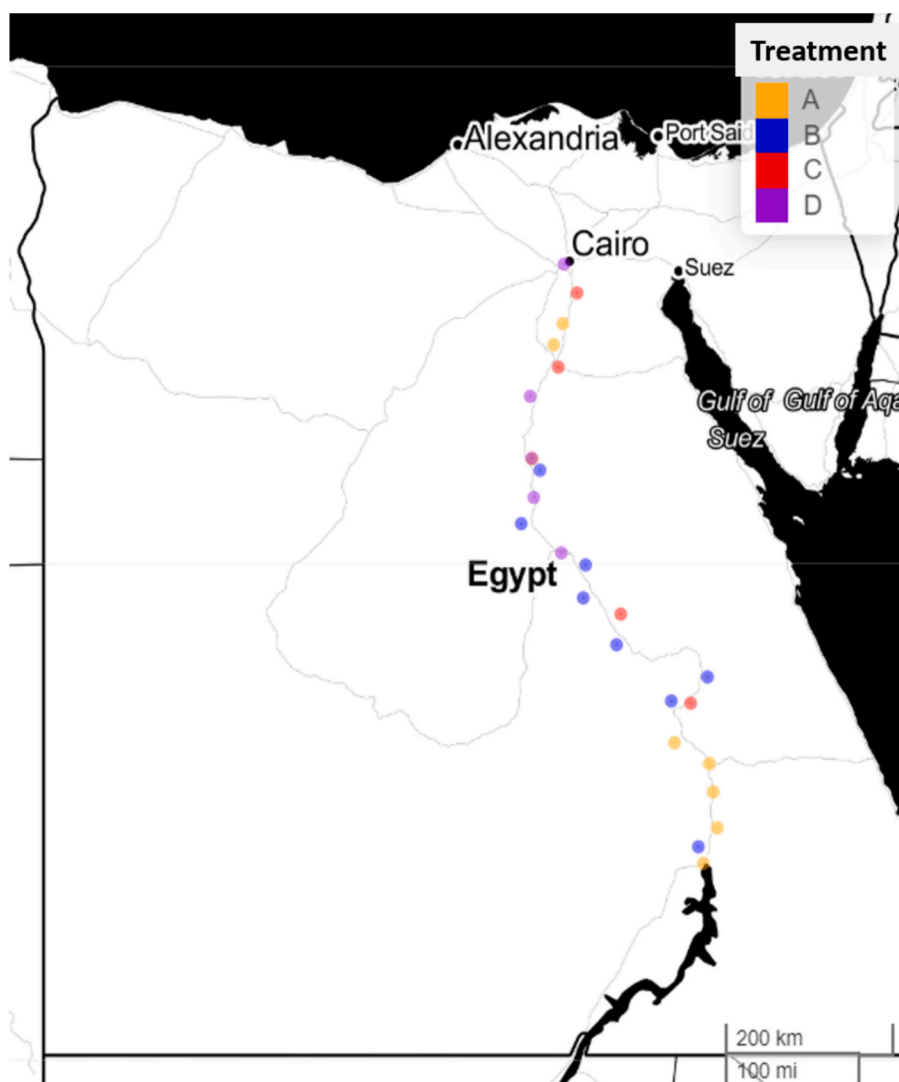 Treatment
A
B
C
D
Alexandria
Port Said
Cairo
Suez
Gulf of
Suez
Gulf of Aqa
Egypt
200 km
100 mi